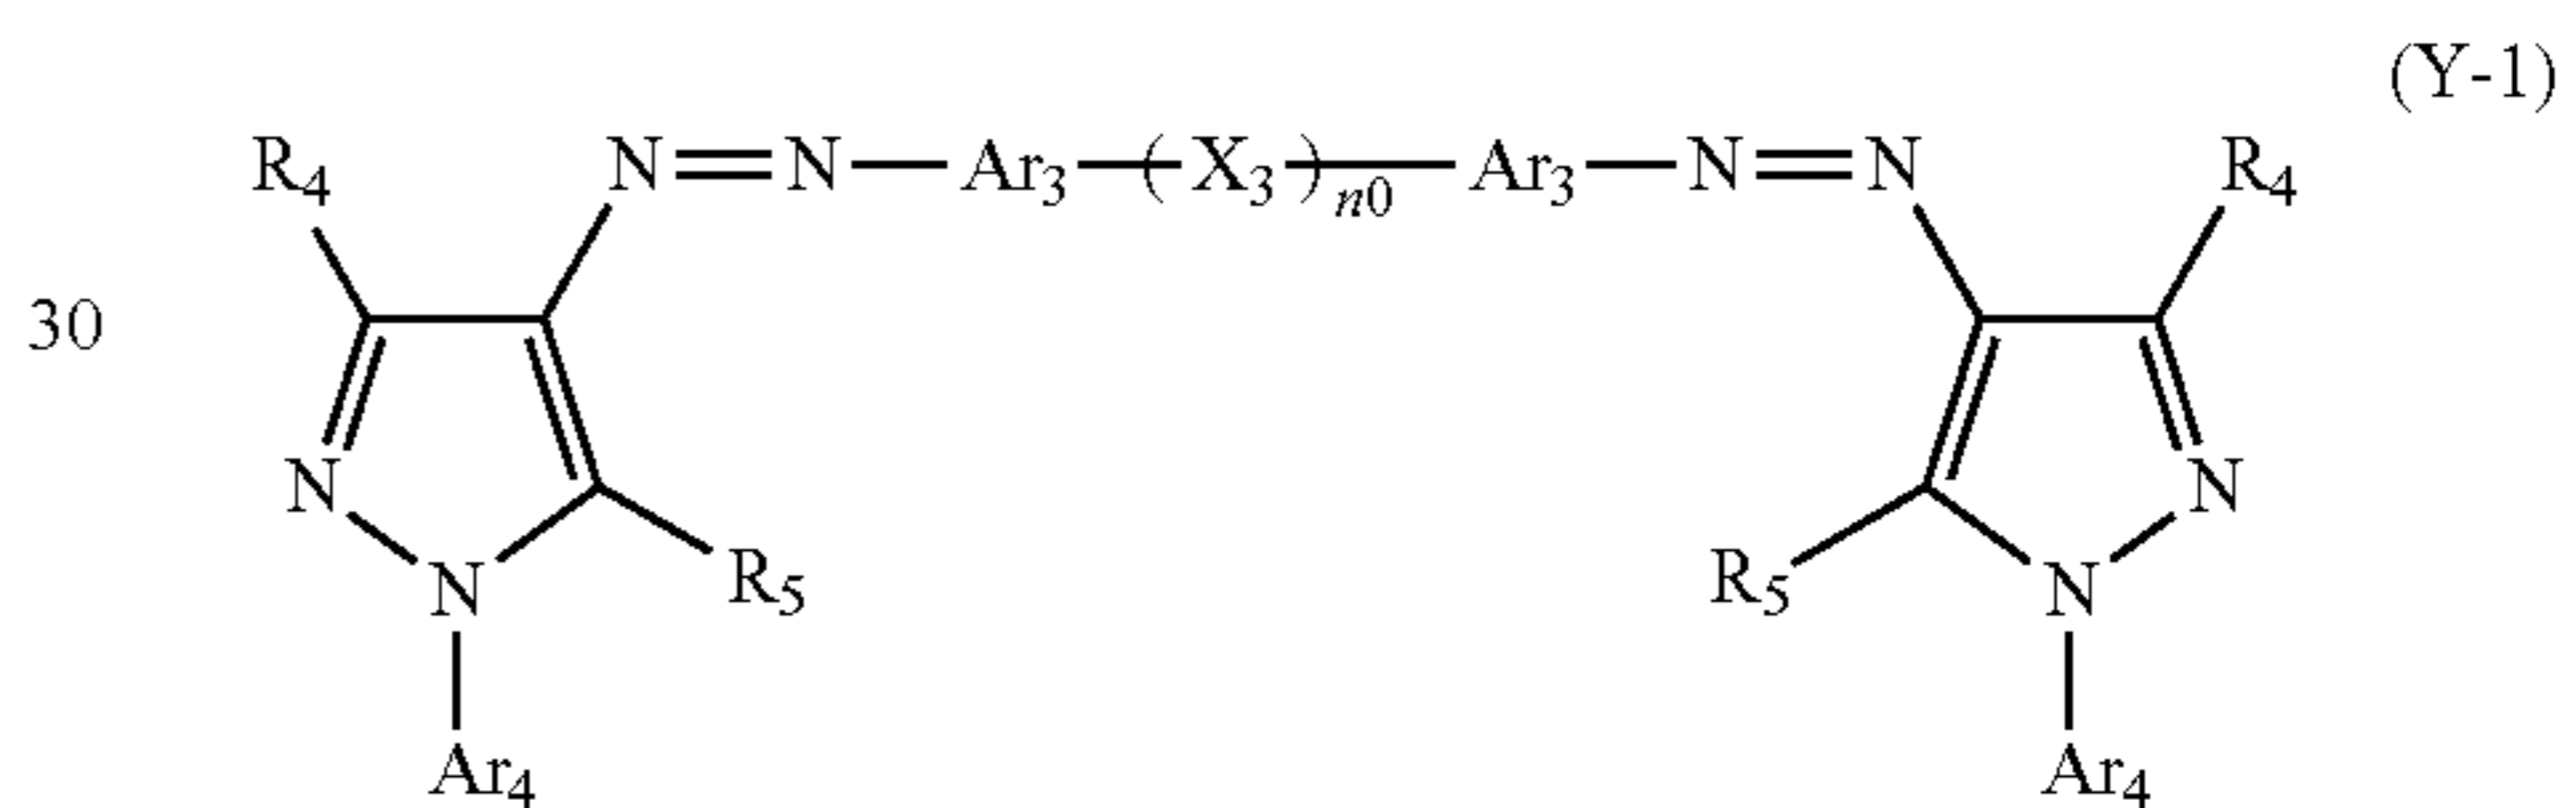 (Y-1)
R4 N=N—Ar3—(X3)n0—Ar3—N=N R4
30
N N
N R5 R5 N
Ar4 Ar4